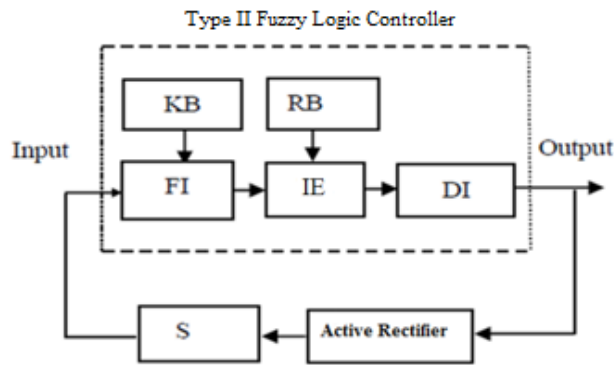 Type II Fuzzy Logic Controller
KB
RB
Input
Output
FI
IE
DI
S
Active Rectifier